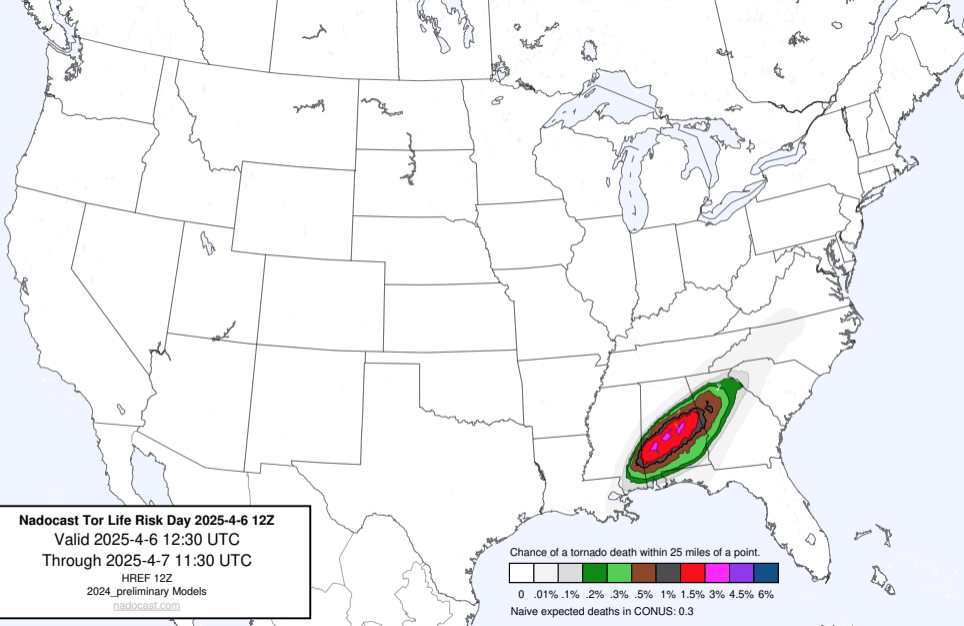 Nadocast Tor Life Risk Day 2025-4-6 12Z
Valid 2025-4-6 12:30 UTC
Through 2025-4-7 11:30 UTC
HREF 12Z
2024_preliminary Models
nadocast.com
Chance of a tornado death within 25 miles of a point.
0 .01% .1% .2% .3% .5% 1% 1.5% 3% 4.5% 6%
Naive expected deaths in CONUS: 0.3